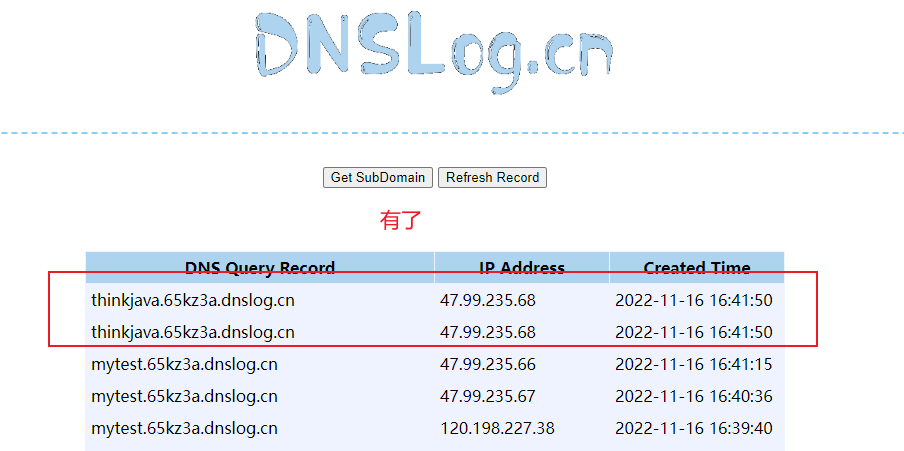 DNSLog.cn
Get SubDomain Refresh Record
有了
DNS Query Record IP Address Created Time
thinkjava.65kz3a.dnslog.cn 47.99.235.68 2022-11-16 16:41:50
thinkjava.65kz3a.dnslog.cn 47.99.235.68 2022-11-16 16:41:50
mytest.65kz3a.dnslog.cn 47.99.235.66 2022-11-16 16:41:15
mytest.65kz3a.dnslog.cn 47.99.235.67 2022-11-16 16:40:36
mytest.65kz3a.dnslog.cn 120.198.227.38 2022-11-16 16:39:40